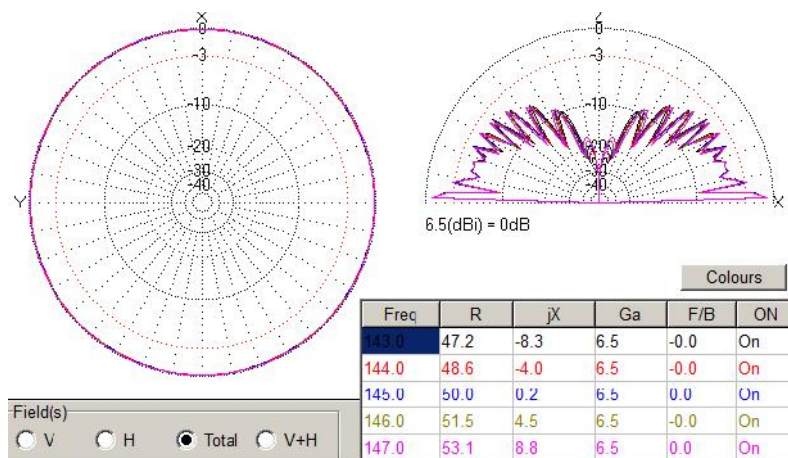 X
0
-3
-10
-20
-30
-40
Y
Z
0
-3
-10
-20
-30
-40
X
6.5(dBi) = 0dB
Colours
Freq R jX Ga F/B ON
143.0 47.2 -8.3 6.5 -0.0 On
144.0 48.6 -4.0 6.5 -0.0 On
145.0 50.0 0.2 6.5 0.0 On
146.0 51.5 4.5 6.5 -0.0 On
147.0 53.1 8.8 6.5 0.0 On
Field(s)
V H Total V+H